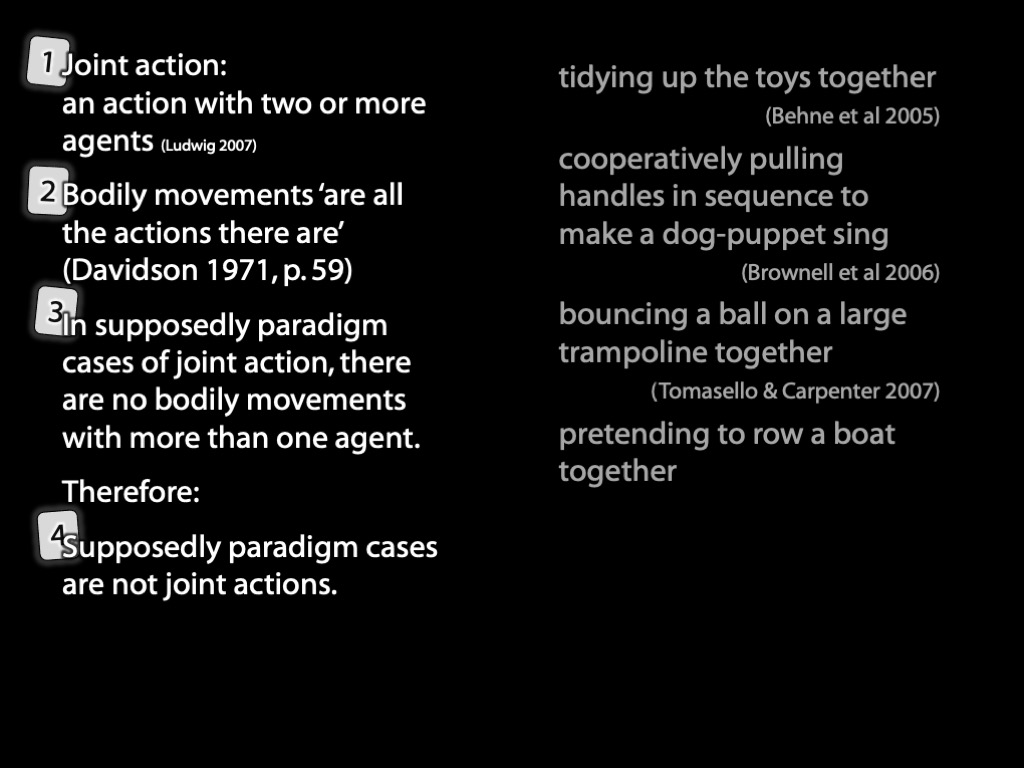 1 Joint action:
an action with two or more
agents (Ludwig 2007)
2 Bodily movements ‘are all
the actions there are’
(Davidson 1971, p. 59)
3 In supposedly paradigm
cases of joint action, there
are no bodily movements
with more than one agent.
Therefore:
4 Supposedly paradigm cases
are not joint actions.
tidying up the toys together
(Behne et al 2005)
cooperatively pulling
handles in sequence to
make a dog-puppet sing
(Brownell et al 2006)
bouncing a ball on a large
trampoline together
(Tomasello & Carpenter 2007)
pretending to row a boat
together